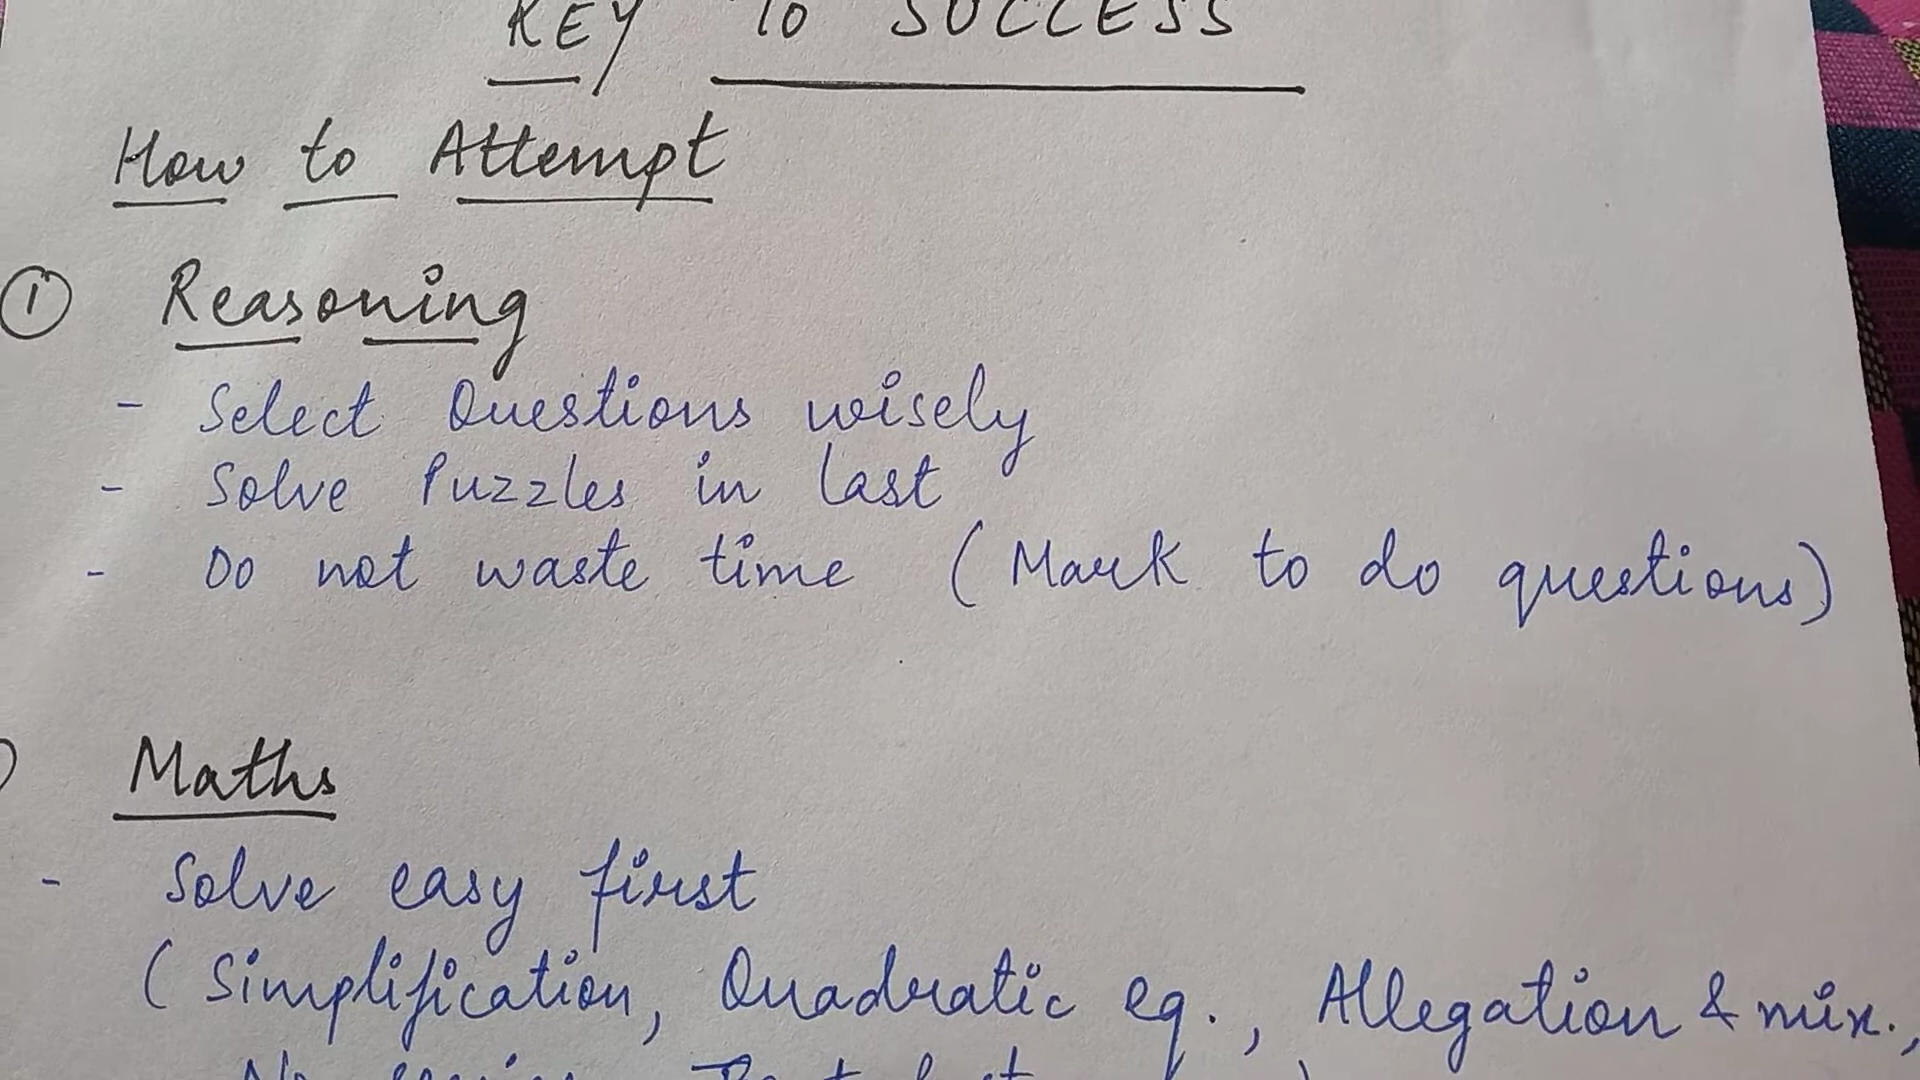 KEY TO SUCCESS
How to Attempt
① Reasoning
- Select Questions wisely
- Solve Puzzles in last
- Do not waste time (Mark to do questions)
Maths
- Solve easy first
(Simplification, Quadratic eq., Allegation & mix.,